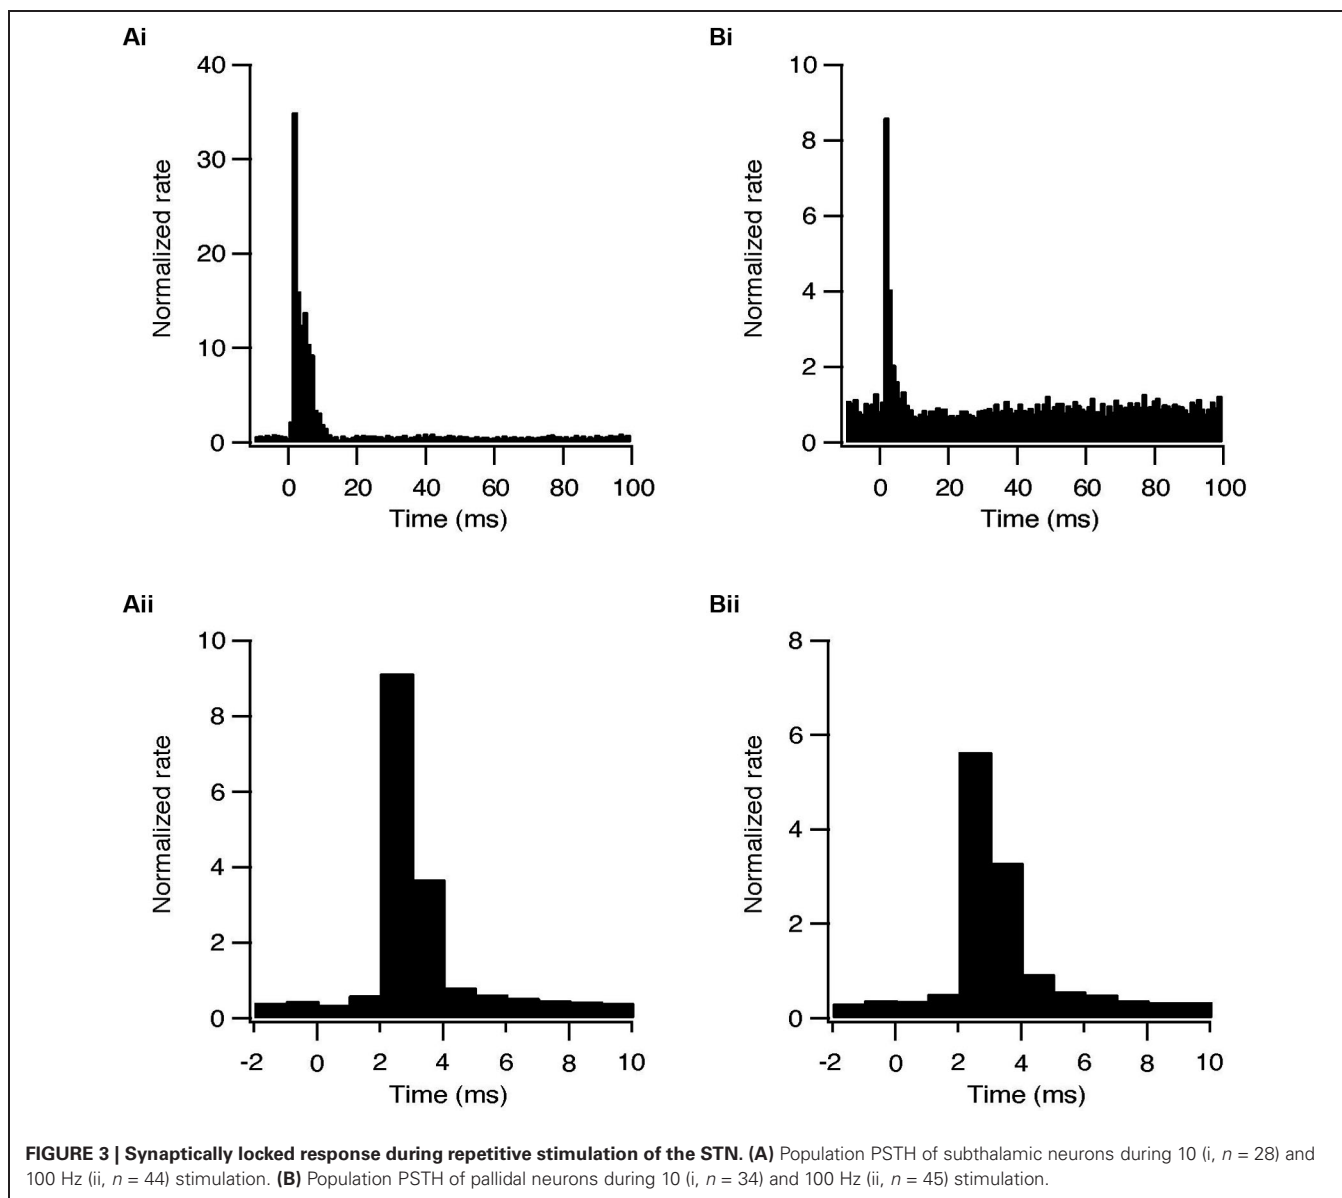 Ai
Bi
40
30
20
10
0
Normalized rate
0 20 40 60 80 100
Time (ms)
10
8
6
4
2
0
Normalized rate
0 20 40 60 80 100
Time (ms)
Aii
Bii
10
8
6
4
2
0
Normalized rate
-2 0 2 4 6 8 10
Time (ms)
8
6
4
2
0
Normalized rate
-2 0 2 4 6 8 10
Time (ms)
FIGURE 3 | Synaptically locked response during repetitive stimulation of the STN. (A) Population PSTH of subthalamic neurons during 10 (i, n = 28) and
100 Hz (ii, n = 44) stimulation. (B) Population PSTH of pallidal neurons during 10 (i, n = 34) and 100 Hz (ii, n = 45) stimulation.